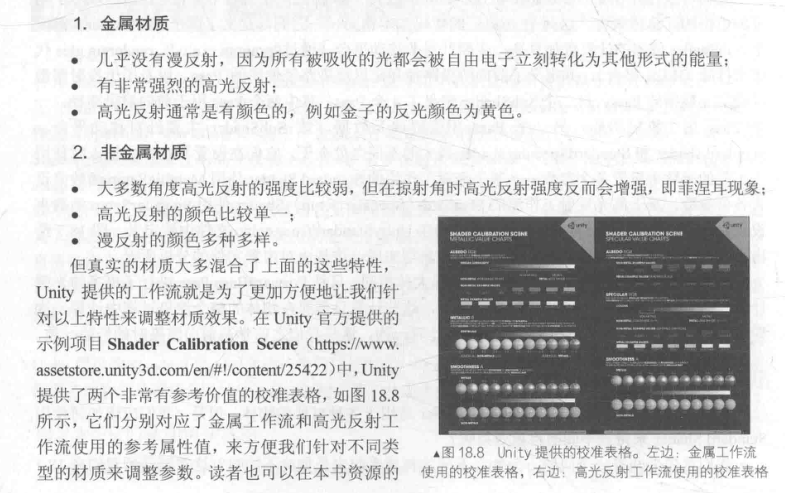 1. 金属材质
● 几乎没有漫反射，因为所有被吸收的光都会被自由电子立刻转化为其他形式的能量；
● 有非常强烈的高光反射；
● 高光反射通常是有颜色的，例如金子的反光颜色为黄色。
2. 非金属材质
● 大多数角度高光反射的强度比较弱，但在掠射角时高光反射强度反而会增强，即菲涅耳现象；
● 高光反射的颜色比较单一；
● 漫反射的颜色多种多样。
但真实的材质大多混合了上面的这些特性，
Unity 提供的工作流就是为了更加方便地让我们针
对以上特性来调整材质效果。在 Unity 官方提供的
示例项目 Shader Calibration Scene（https://www.
assetstore.unity3d.com/en/#!/content/25422）中，Unity
提供了两个非常有参考价值的校准表格，如图 18.8
所示，它们分别对应了金属工作流和高光反射工
作流使用的参考属性值，来方便我们针对不同类
型的材质来调整参数。读者也可以在本书资源的
unity
SHADER CALIBRATION SCENE
METALLIC VALUE CHARTS
ALBEDO RGB
METALLIC R
SMOOTHNESS A
unity
SHADER CALIBRATION SCENE
SPECULAR VALUE CHARTS
ALBEDO RGB
SPECULAR RGB
SMOOTHNESS A
▲图 18.8 Unity 提供的校准表格。左边：金属工作流
使用的校准表格，右边：高光反射工作流使用的校准表格